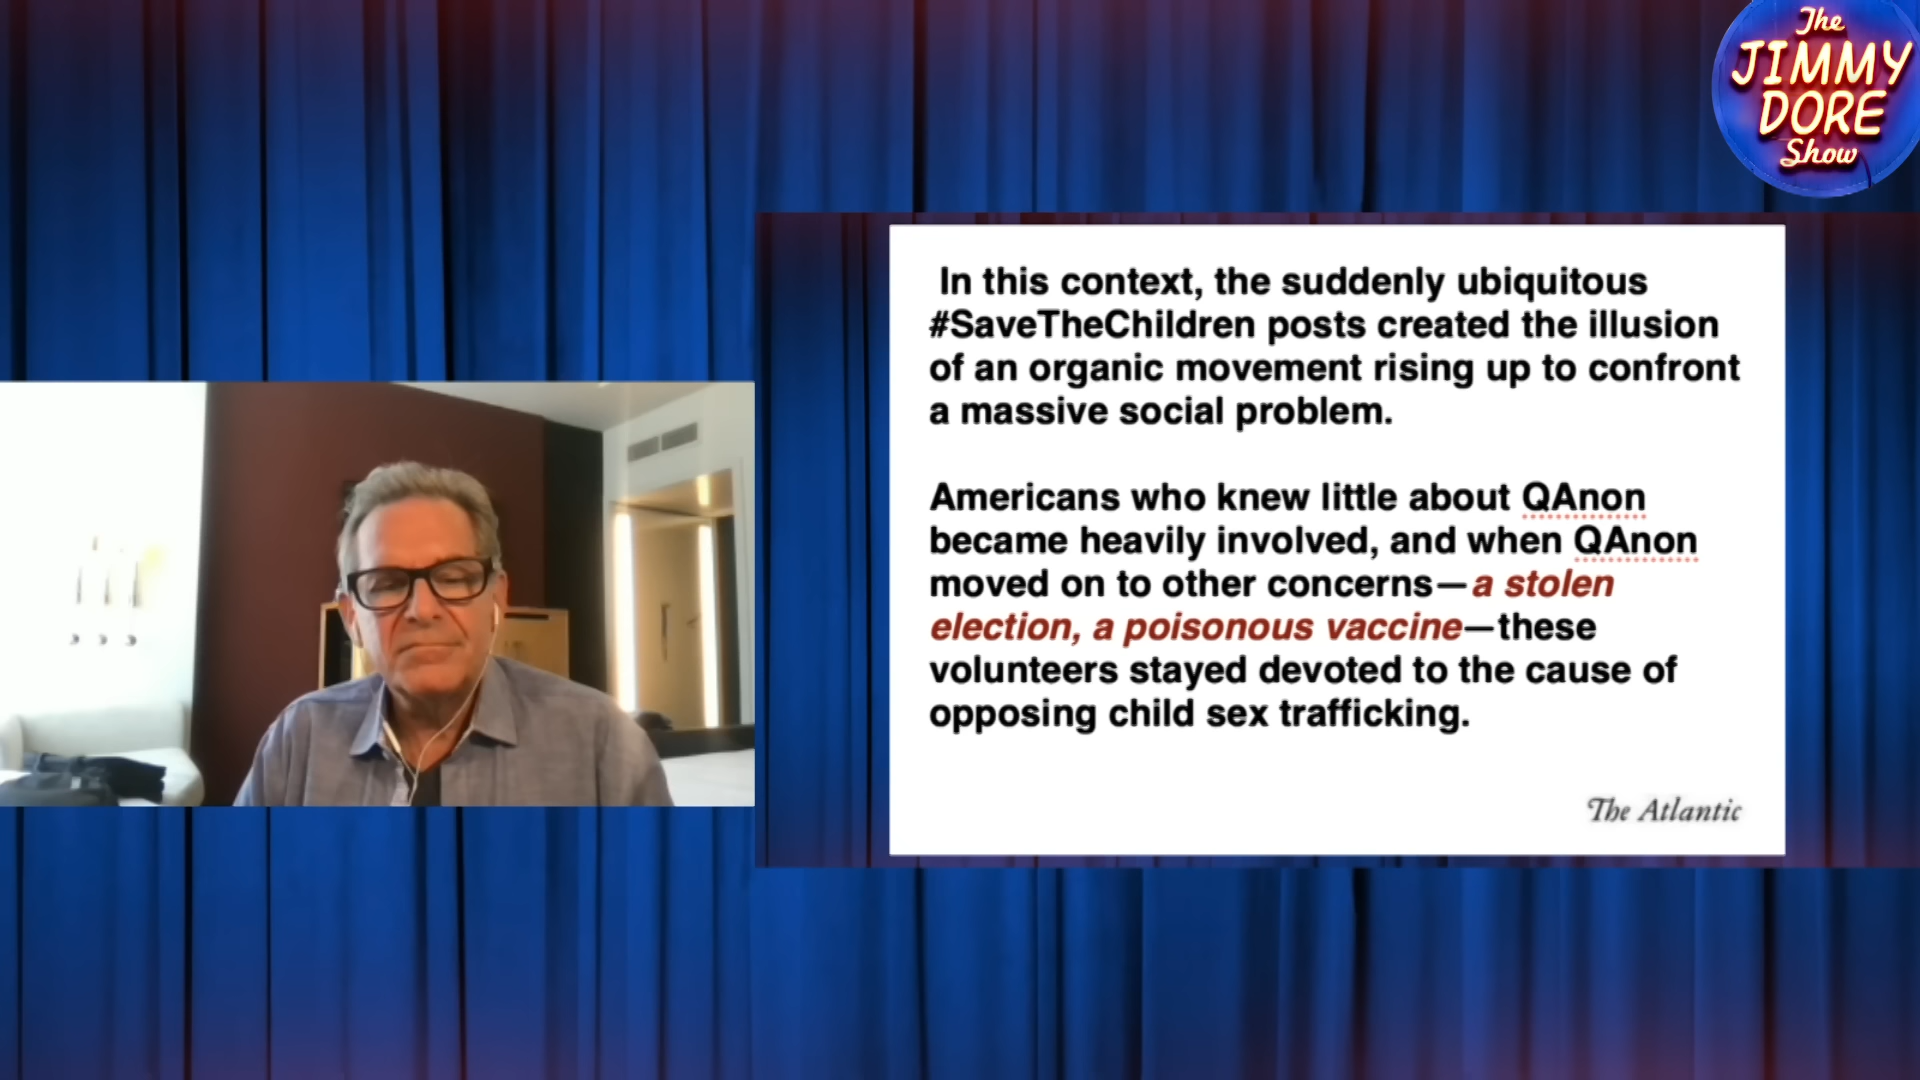 The
JIMMY
DORE
Show
In this context, the suddenly ubiquitous
#SaveTheChildren posts created the illusion
of an organic movement rising up to confront
a massive social problem.
Americans who knew little about QAnon
became heavily involved, and when QAnon
moved on to other concerns—a stolen
election, a poisonous vaccine—these
volunteers stayed devoted to the cause of
opposing child sex trafficking.
The Atlantic